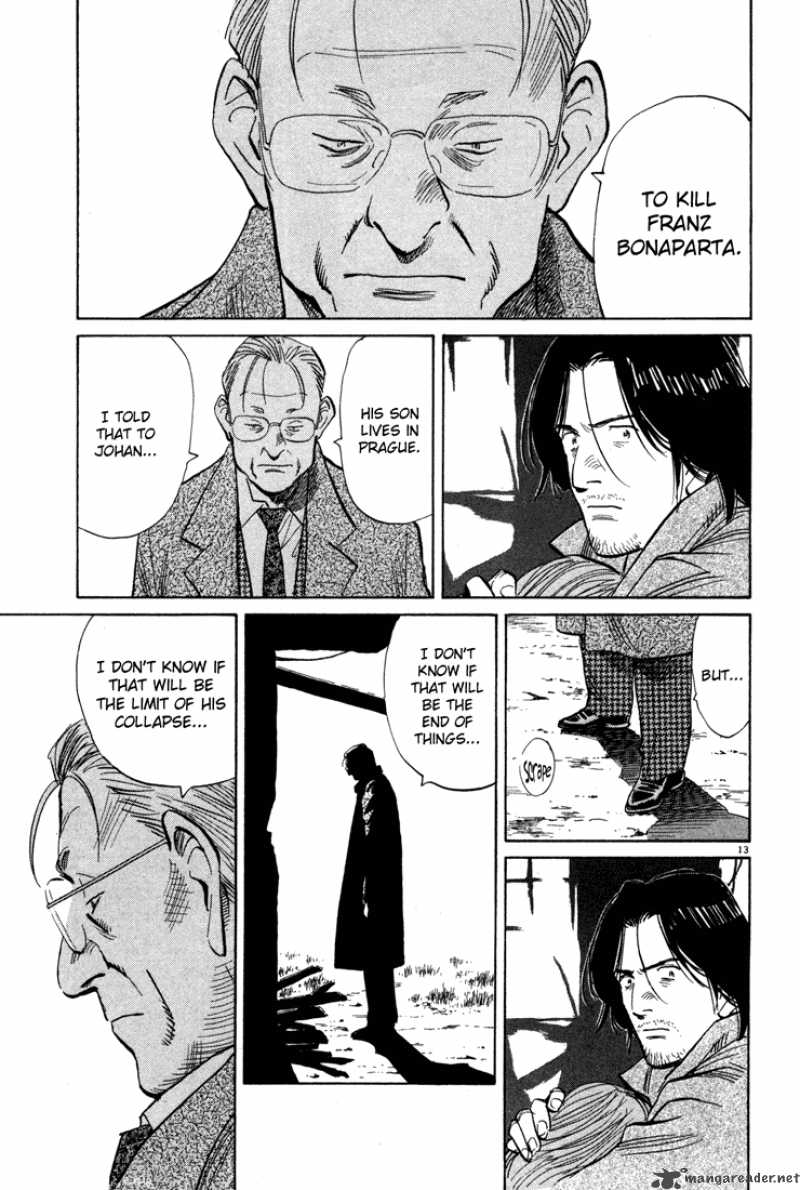 TO KILL
FRANZ
BONAPARTA.
HIS SON
LIVES IN
PRAGUE.
I TOLD
THAT TO
JOHAN...
BUT...
scrape
13
I DON'T
KNOW IF
THAT WILL
BE THE
END OF
THINGS...
I DON'T KNOW IF
THAT WILL BE
THE LIMIT OF HIS
COLLAPSE...
mangareader.net